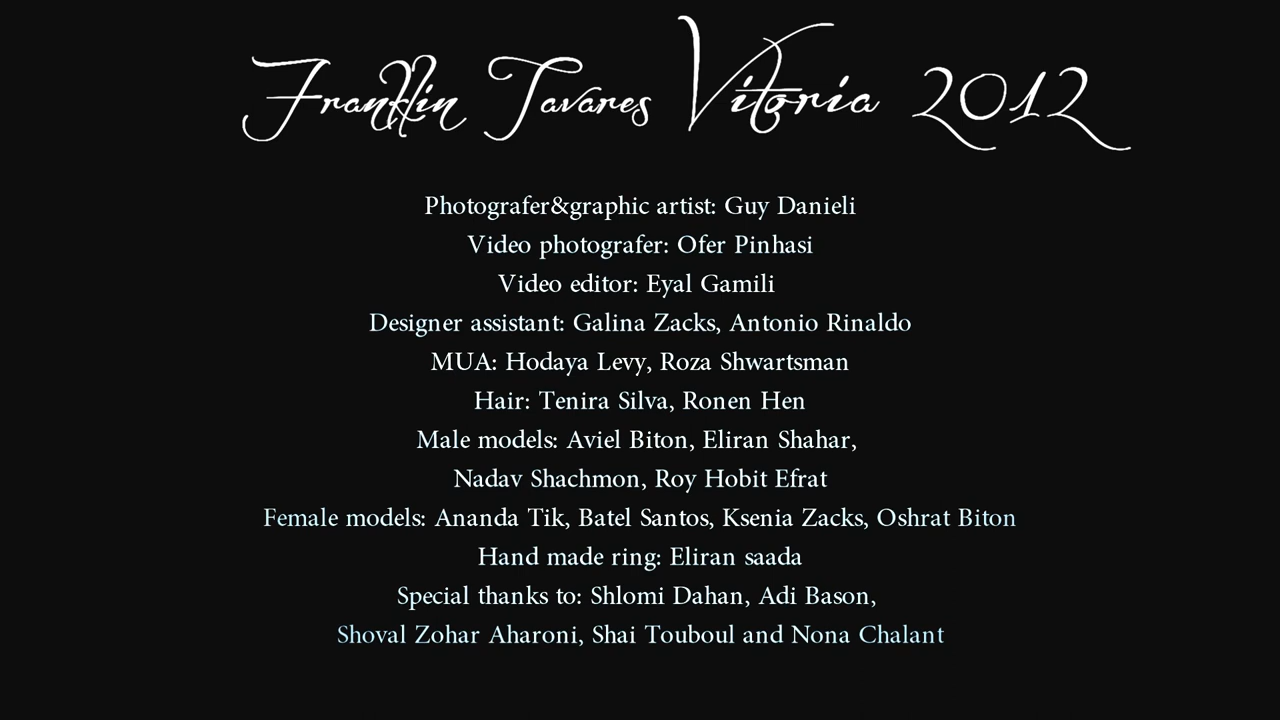 Franklin Tavares Vitoria 2012
Photografer&graphic artist: Guy Danieli
Video photografer: Ofer Pinhasi
Video editor: Eyal Gamili
Designer assistant: Galina Zacks, Antonio Rinaldo
MUA: Hodaya Levy, Roza Shwartsman
Hair: Tenira Silva, Ronen Hen
Male models: Aviel Biton, Eliran Shahar,
Nadav Shachmon, Roy Hobit Efrat
Female models: Ananda Tik, Batel Santos, Ksenia Zacks, Oshrat Biton
Hand made ring: Eliran saada
Special thanks to: Shlomi Dahan, Adi Bason,
Shoval Zohar Aharoni, Shai Touboul and Nona Chalant